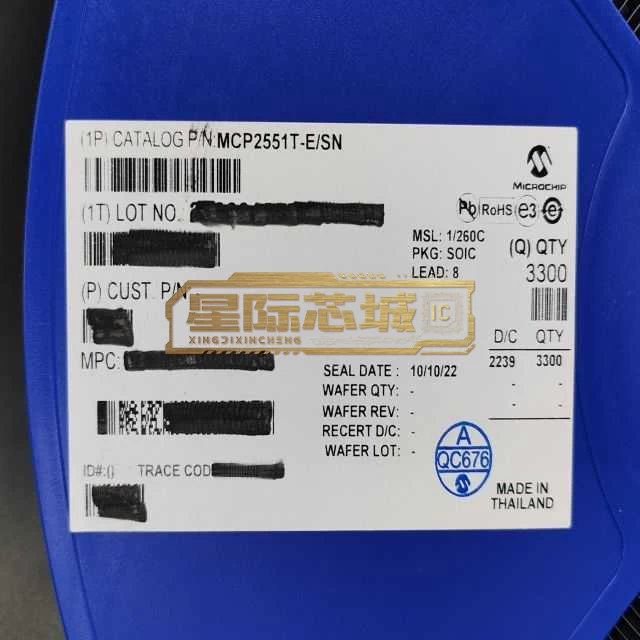 (1P) CATALOG P/N: MCP2551T-E/SN
MICROCHIP
(1T) LOT NO.
Pb RoHS e3 e
MSL: 1/260C
PKG: SOIC
LEAD: 8
(Q) QTY
3300
(P) CUST. P/N
星际芯城 IC
XINGJIXINCHENG
MPC:
D/C QTY
2239 3300
- -
- -
SEAL DATE : 10/10/22
WAFER QTY: -
WAFER REV: -
RECERT D/C: -
WAFER LOT: -
A
QC676
ID#:() TRACE COD
MADE IN
THAILAND